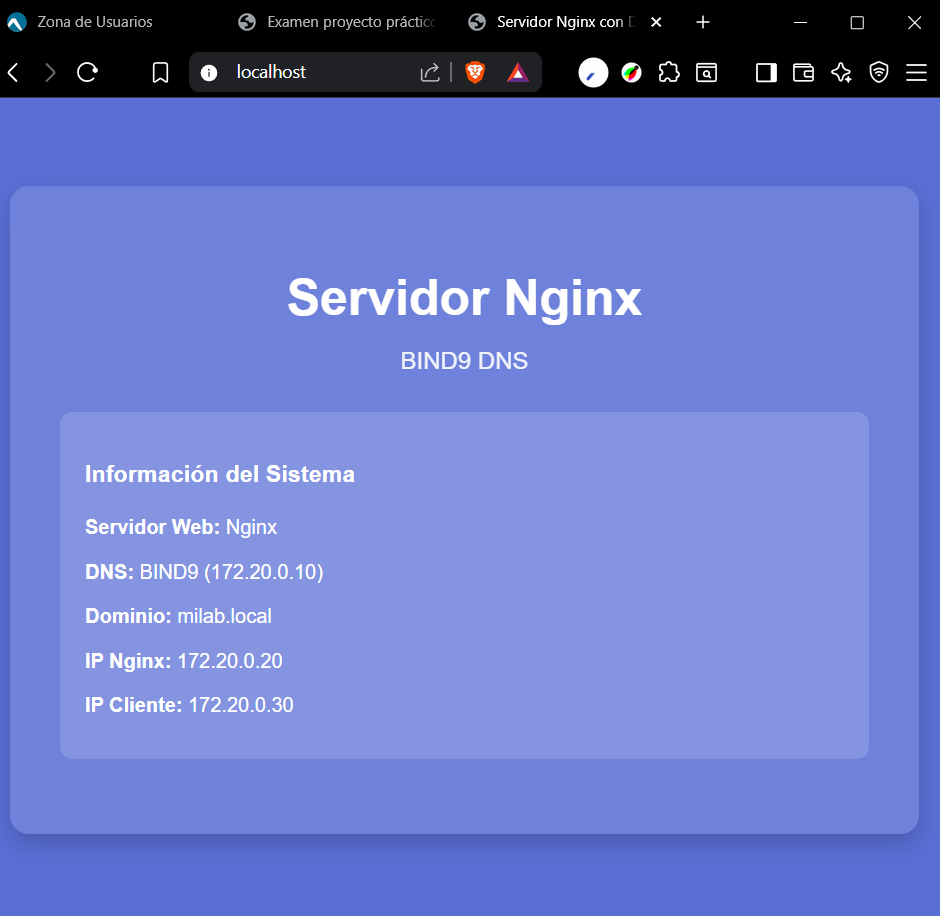 Zona de Usuarios
Examen proyecto práctic
Servidor Nginx con
localhost
Servidor Nginx
BIND9 DNS
Información del Sistema
Servidor Web: Nginx
DNS: BIND9 (172.20.0.10)
Dominio: milab.local
IP Nginx: 172.20.0.20
IP Cliente: 172.20.0.30